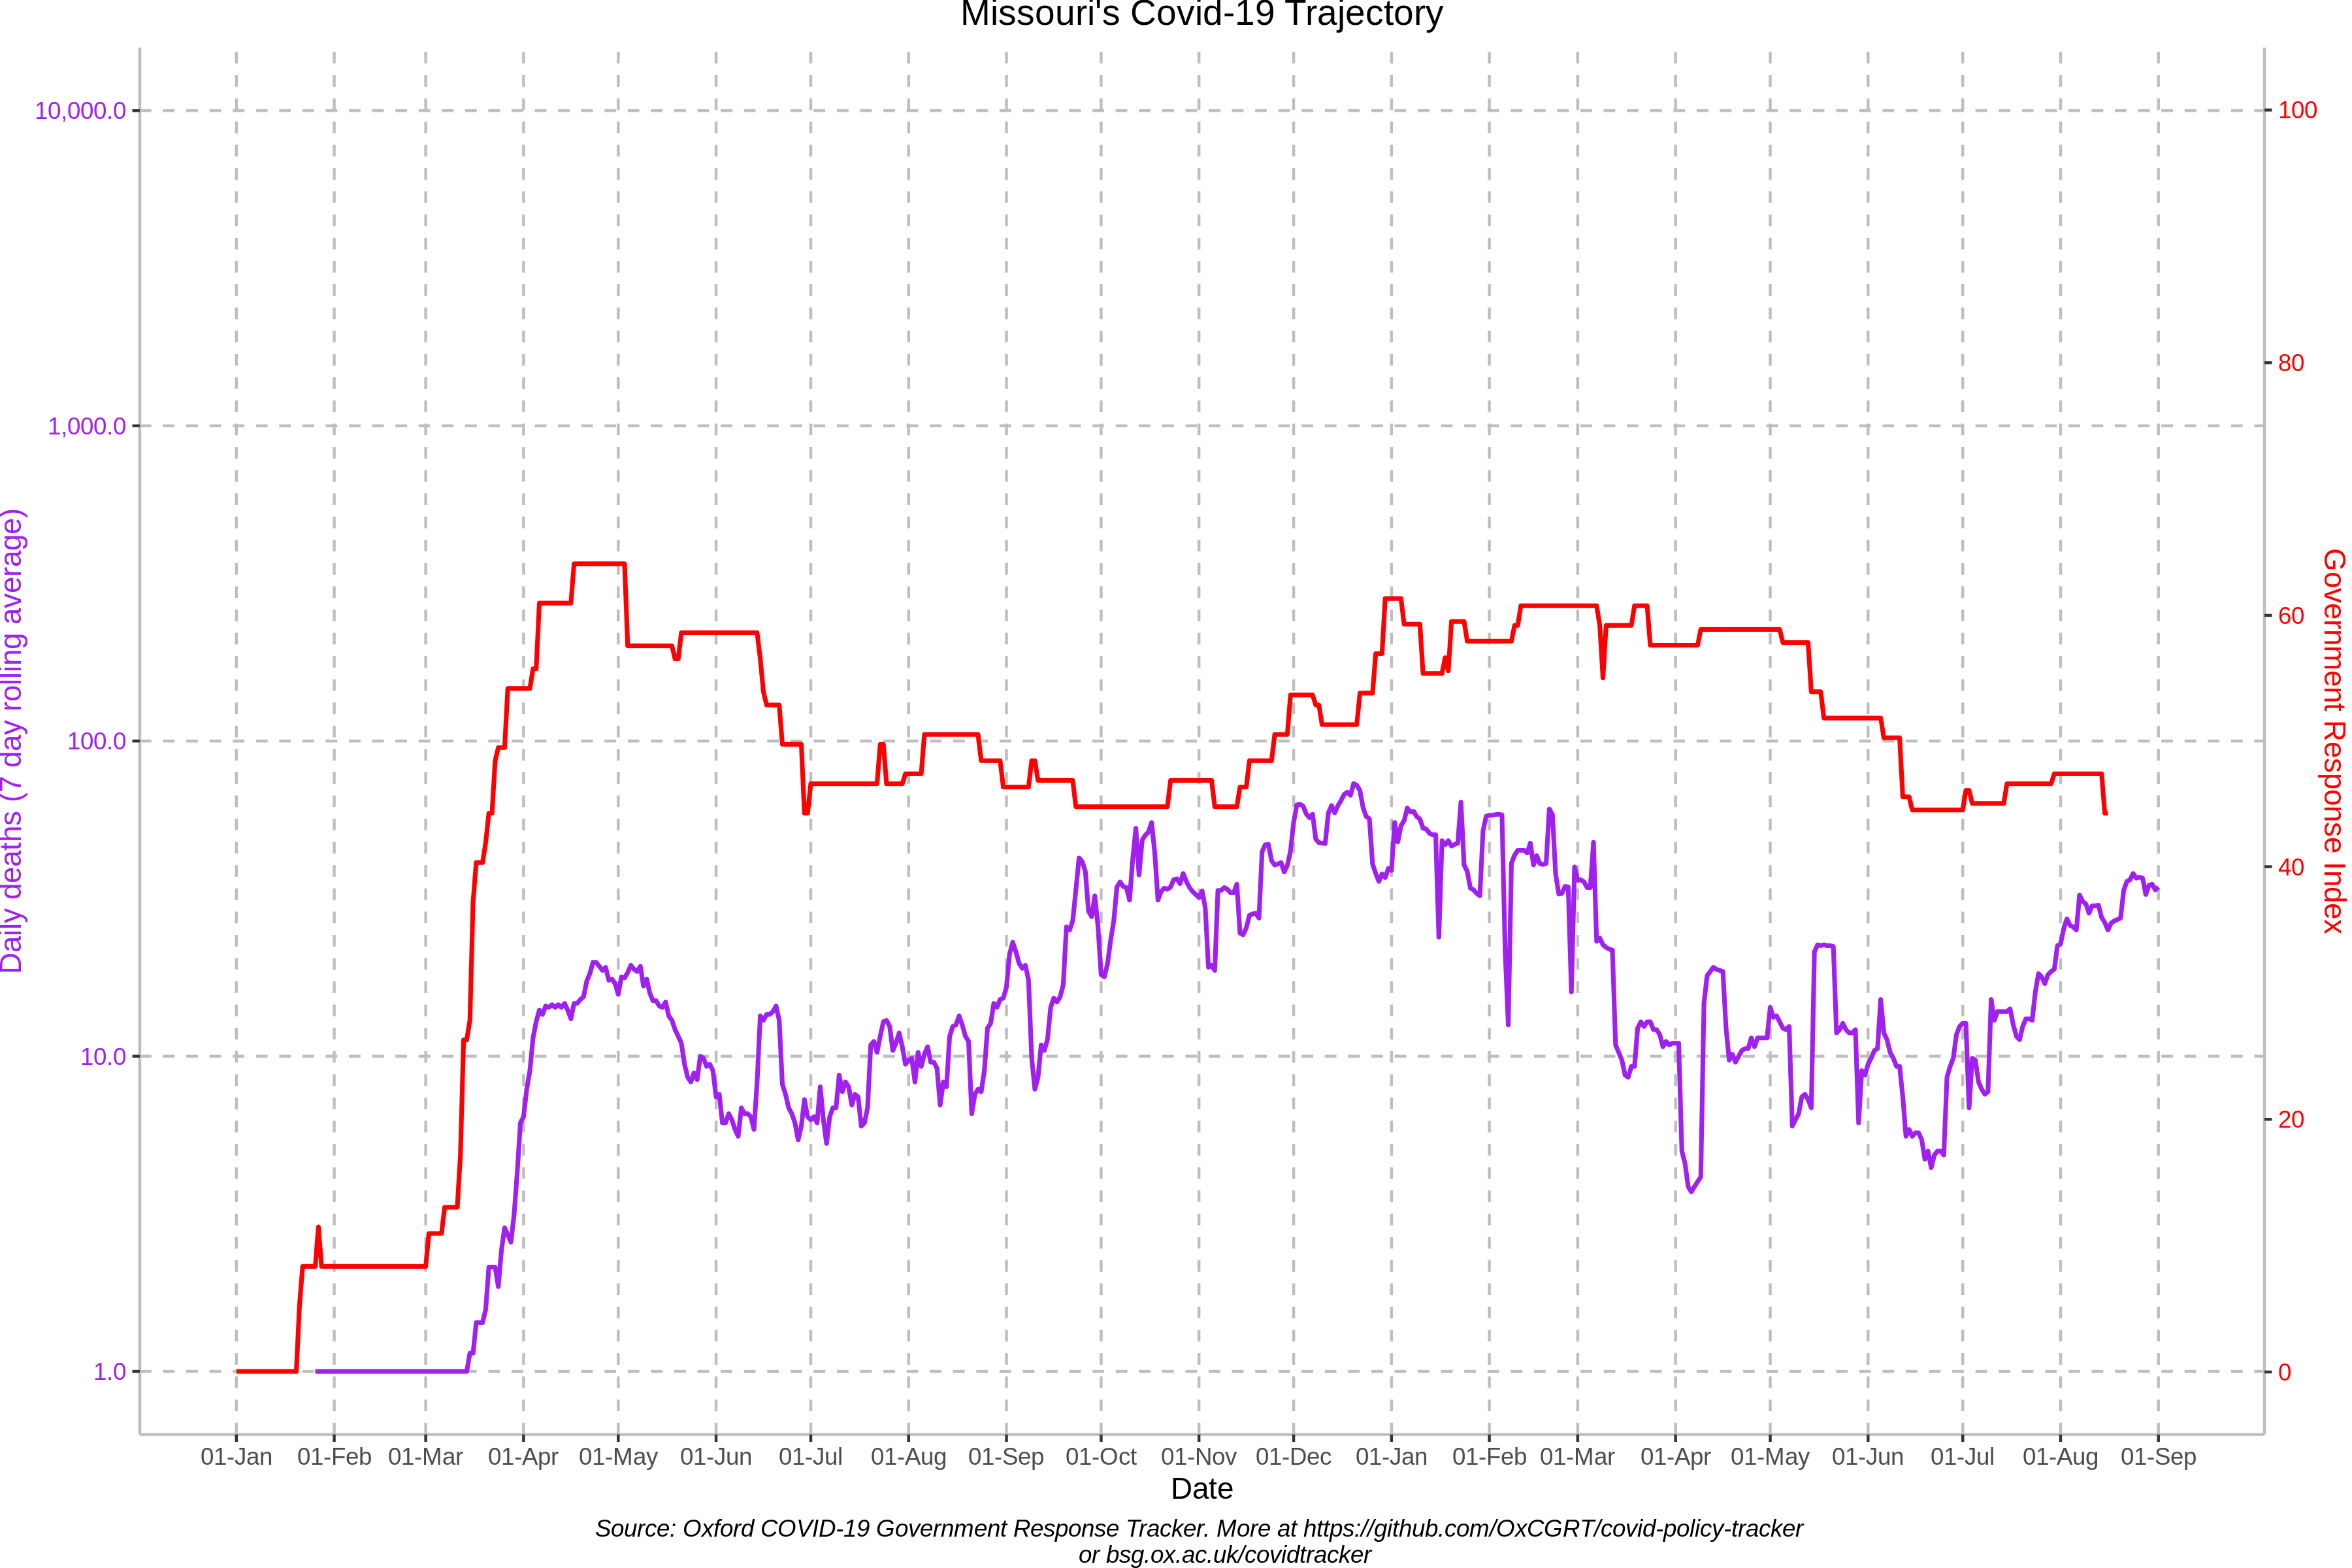 Missouri's Covid-19 Trajectory
10,000.0
1,000.0
100.0
10.0
1.0
Daily deaths (7 day rolling average)
100
80
60
40
20
0
Government Response Index
01-Jan 01-Feb 01-Mar 01-Apr 01-May 01-Jun 01-Jul 01-Aug 01-Sep 01-Oct 01-Nov 01-Dec 01-Jan 01-Feb 01-Mar 01-Apr 01-May 01-Jun 01-Jul 01-Aug 01-Sep
Date
Source: Oxford COVID-19 Government Response Tracker. More at https://github.com/OxCGRT/covid-policy-tracker
or bsg.ox.ac.uk/covidtracker